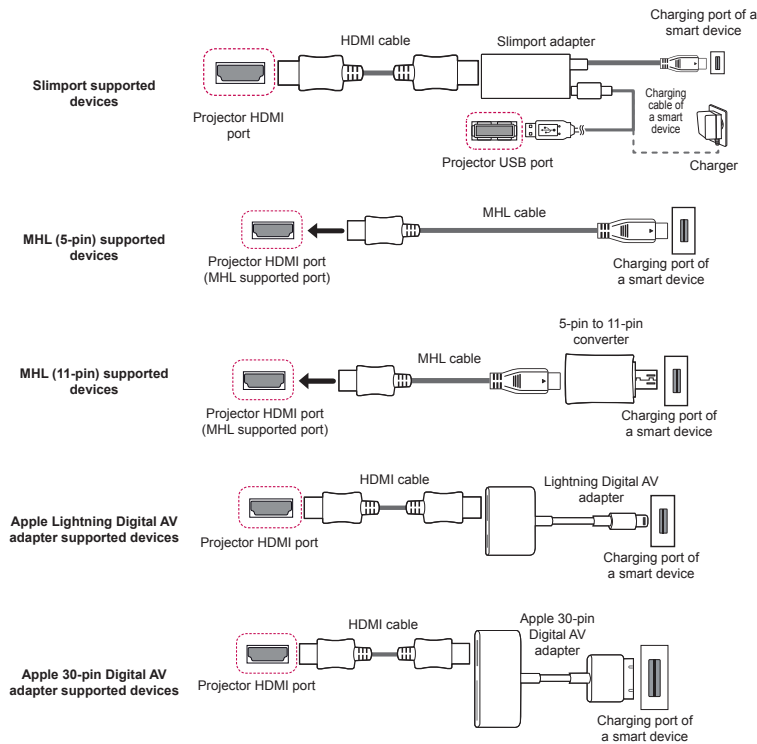 Slimport supported
devices
HDMI cable
Slimport adapter
Charging port of a
smart device
Projector HDMI
port
Charging
cable of
a smart
device
Projector USB port
Charger
MHL (5-pin) supported
devices
MHL cable
Projector HDMI port
(MHL supported port)
Charging port of
a smart device
MHL (11-pin) supported
devices
MHL cable
5-pin to 11-pin
converter
Projector HDMI port
(MHL supported port)
Charging port of
a smart device
Apple Lightning Digital AV
adapter supported devices
HDMI cable
Lightning Digital AV
adapter
Projector HDMI port
Charging port of
a smart device
Apple 30-pin Digital AV
adapter supported devices
HDMI cable
Apple 30-pin
Digital AV
adapter
Projector HDMI port
Charging port of
a smart device